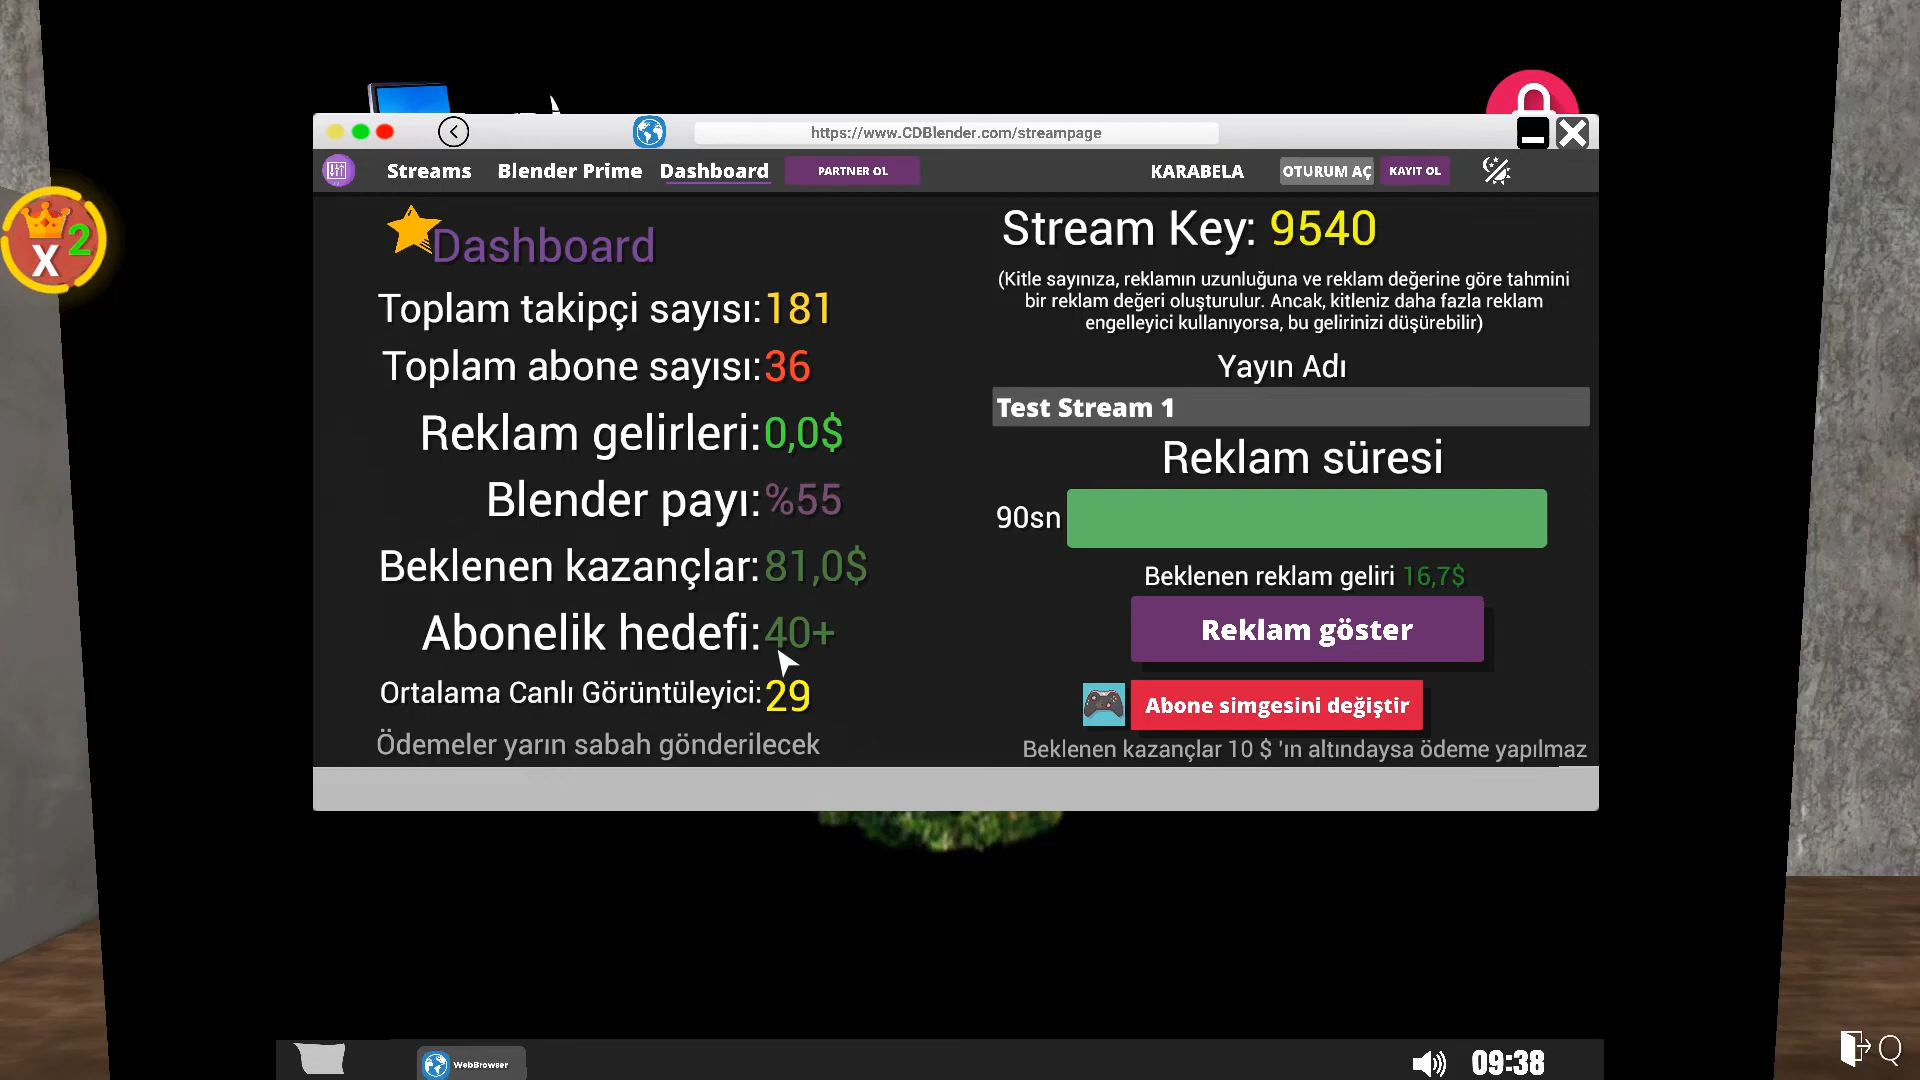 https://www.CDBlender.com/streampage
Streams Blender Prime Dashboard PARTNER OL KARABELA OTURUM AÇ KAYIT OL
X2
Dashboard
Toplam takipçi sayısı:181
Toplam abone sayısı:36
Reklam gelirleri:0,0$
Blender payı:%55
Beklenen kazançlar:81,0$
Abonelik hedefi:40+
Ortalama Canlı Görüntüleyici:29
Ödemeler yarın sabah gönderilecek
Stream Key: 9540
(Kitle sayınıza, reklamın uzunluğuna ve reklam değerine göre tahmini
bir reklam değeri oluşturulur. Ancak, kitleniz daha fazla reklam
engelleyici kullanıyorsa, bu gelirinizi düşürebilir)
Yayın Adı
Test Stream 1
Reklam süresi
90sn
Beklenen reklam geliri 16,7$
Reklam göster
Abone simgesini değiştir
Beklenen kazançlar 10 $ 'ın altındaysa ödeme yapılmaz
WebBrowser
09:38
Q